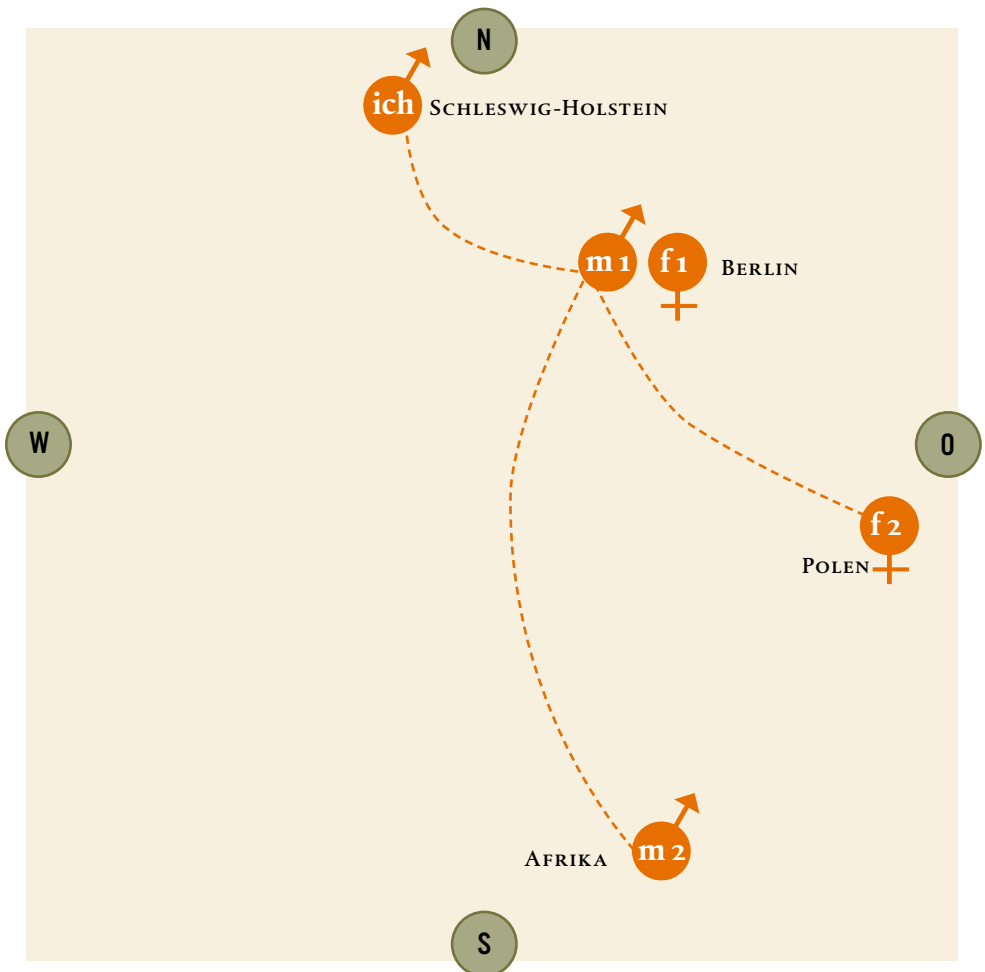 N
ich SCHLESWIG-HOLSTEIN
m 1 f 1 BERLIN
W
O
f 2
POLEN
AFRIKA m 2
S